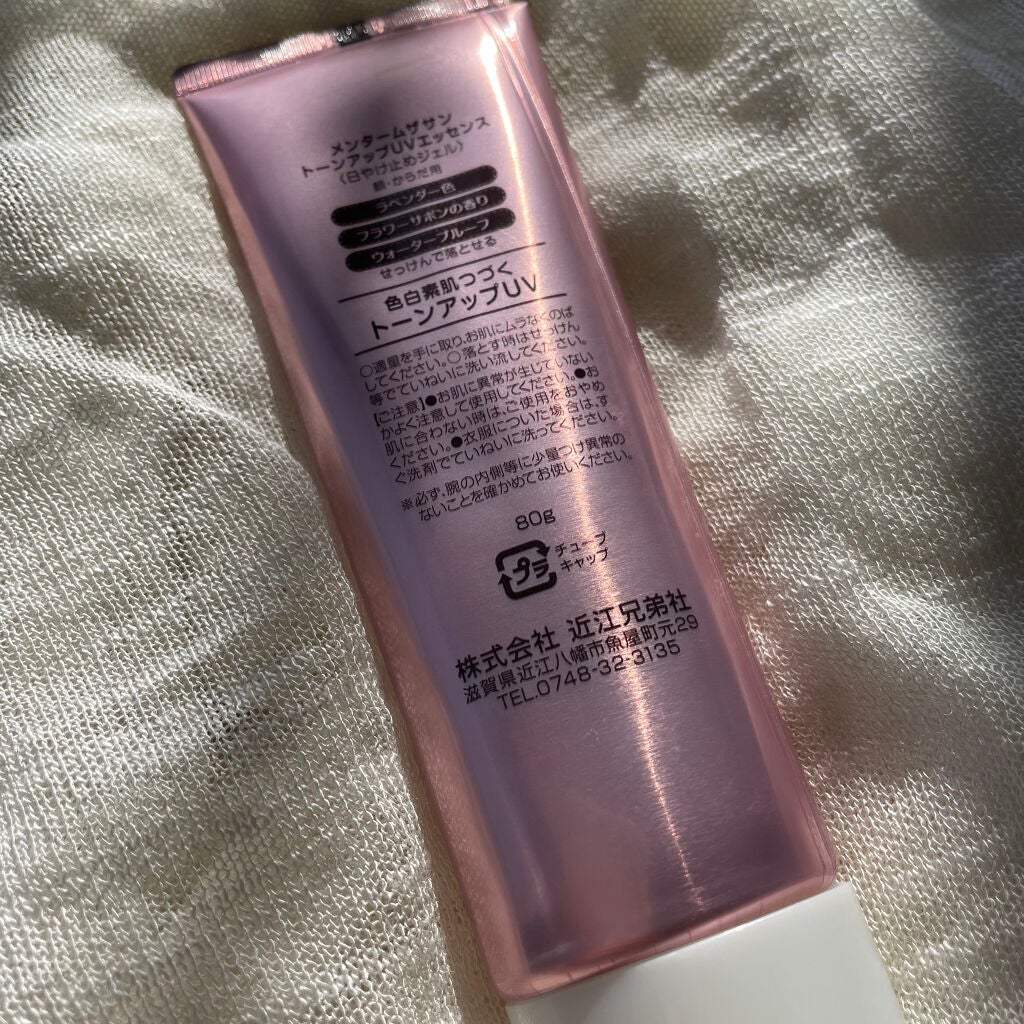 メンタームザサン
トーンアップUVエッセンス
〈日やけ止めジェル〉
顔・からだ用
ラベンダー色
フラワーサボンの香り
ウォータープルーフ
せっけんで落とせる
色白素肌つづく
トーンアップUV
○適量を手に取り、お肌にムラなくのば
してください。○落とす時はせっけん
等でていねいに洗い流してください。
【ご注意】●お肌に異常が生じていない
かよく注意して使用してください。●お
肌に合わない時は、ご使用をおやめ
ください。●衣服についた場合は、す
ぐ洗剤でていねいに洗ってください。
※必ず、腕の内側等に少量つけ異常の
ないことを確かめてお使いください。
80g
プラ
チューブ
キャップ
株式会社 近江兄弟社
滋賀県近江八幡市魚屋町元29
TEL.0748-32-3135